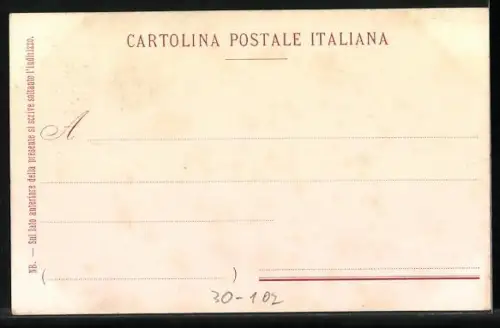 CARTOLINA POSTALE ITALIANA
A
( )
NB. — Sul lato anteriore della presente si scrive soltanto l'indirizzo.
30-102